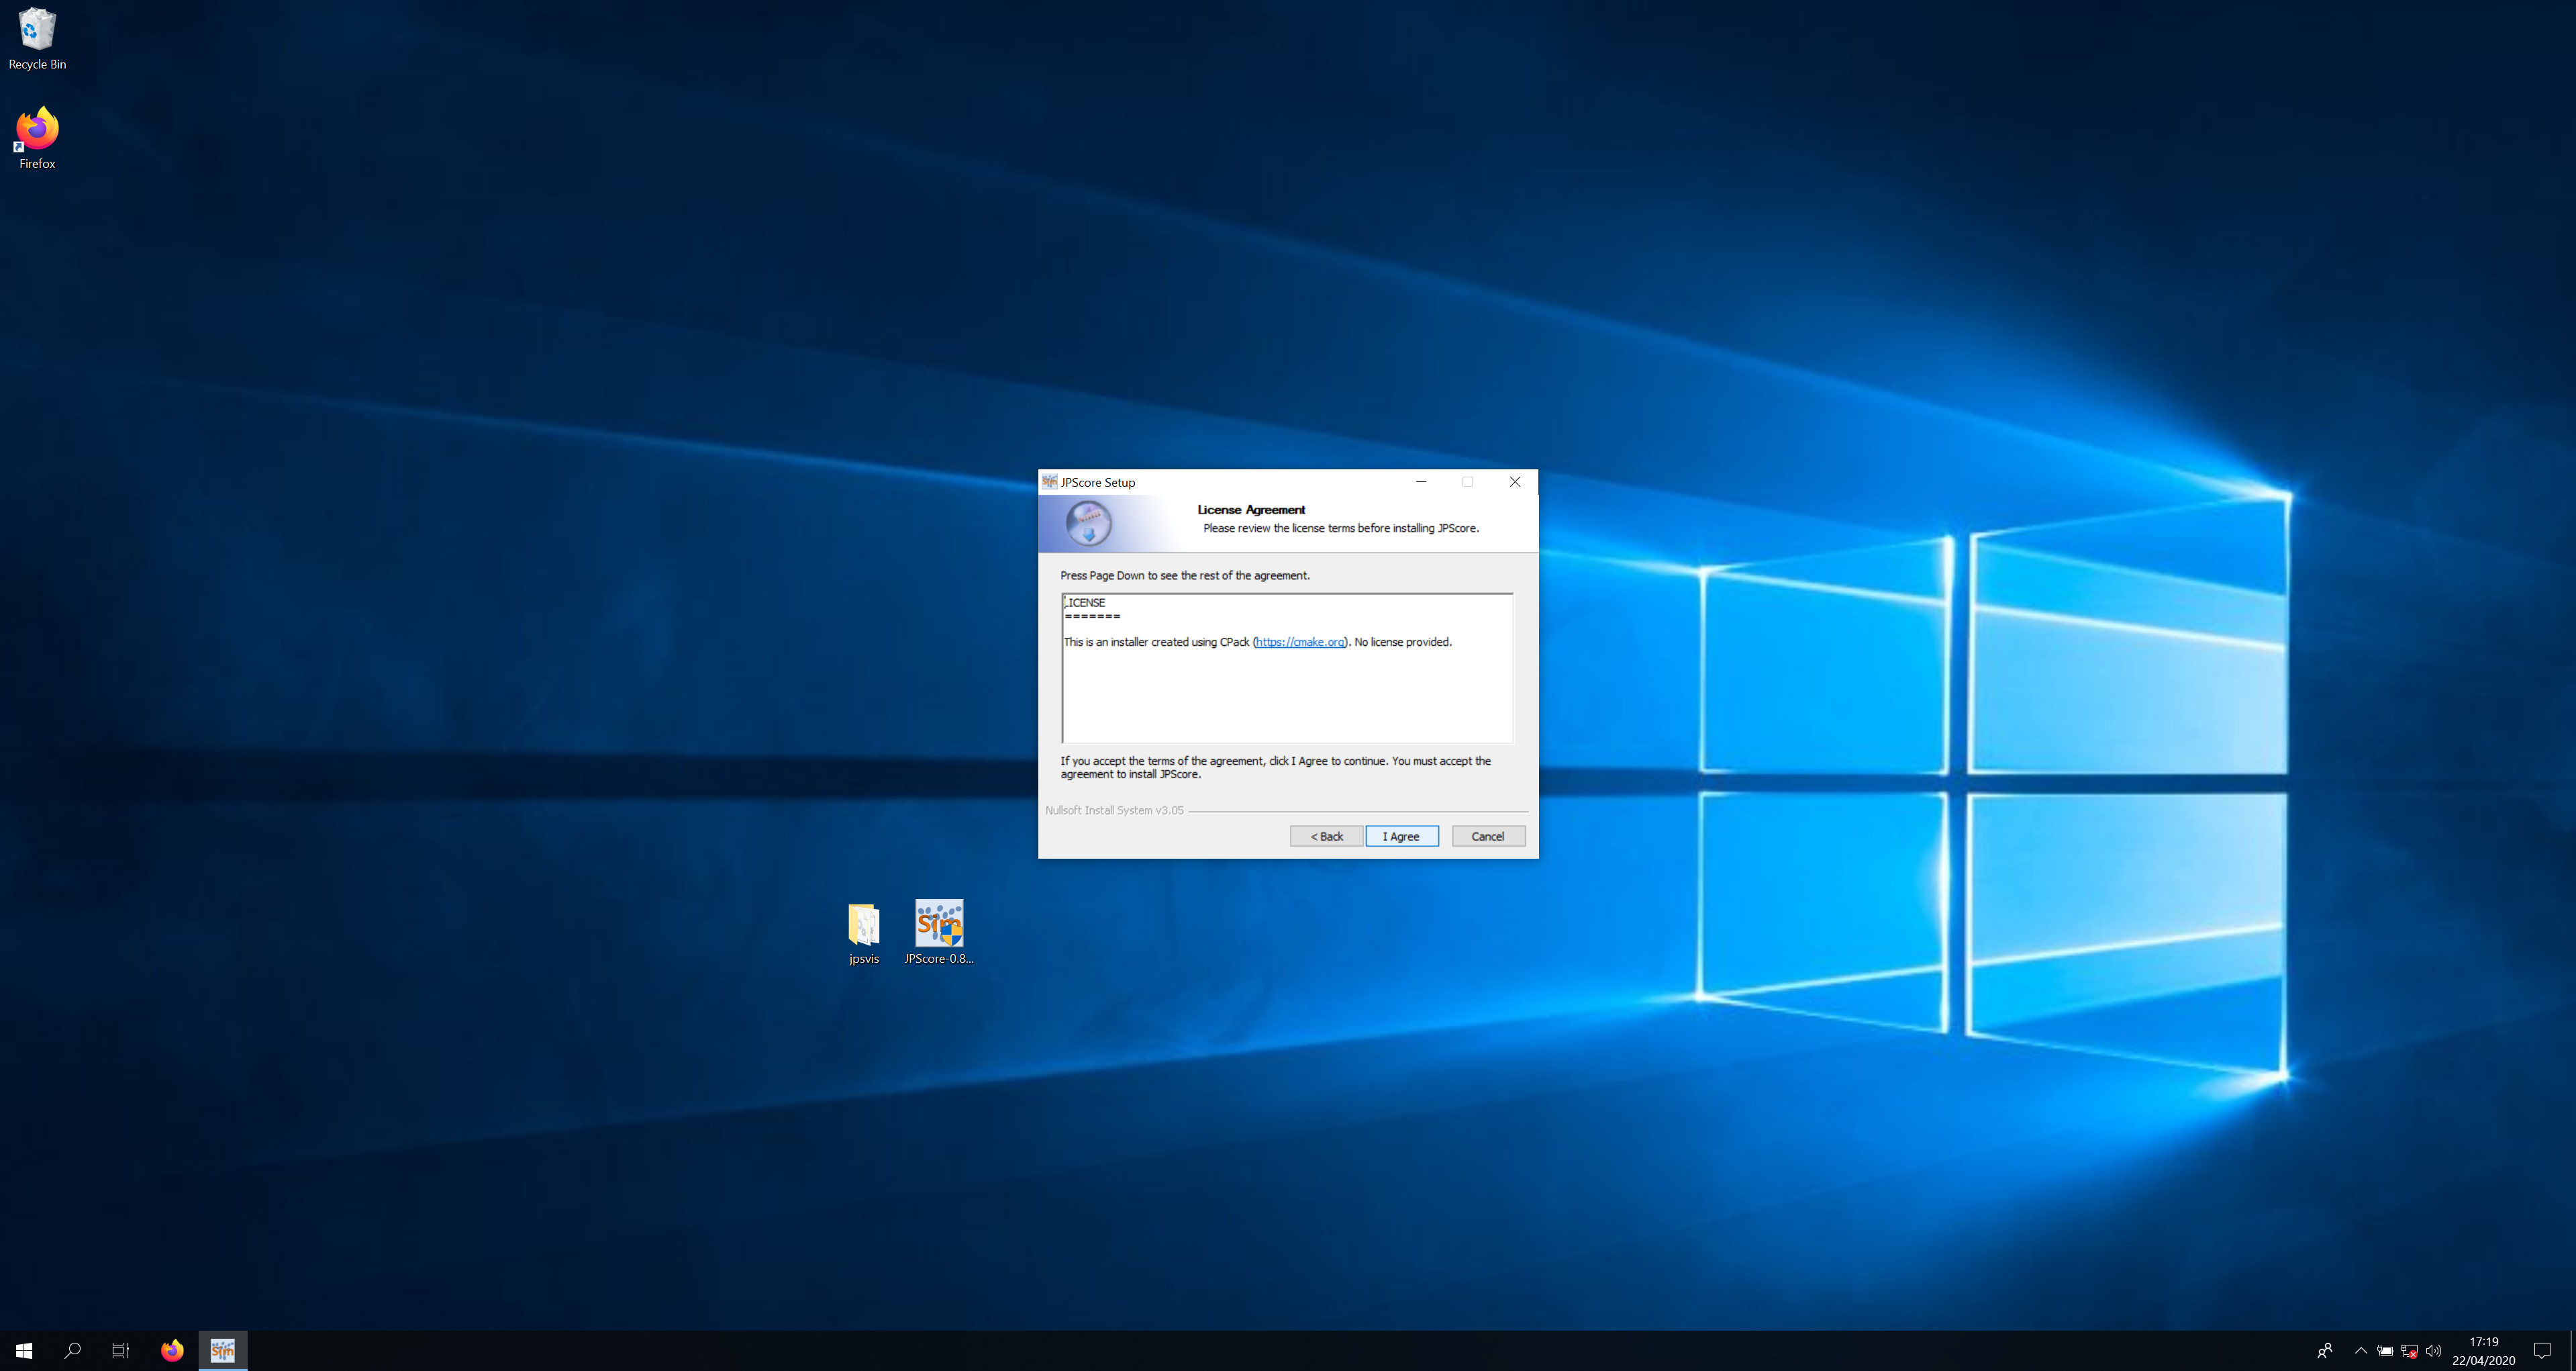 Recycle Bin
Firefox
JPScore Setup
License Agreement
Please review the license terms before installing JPScore.
Press Page Down to see the rest of the agreement.
LICENSE
=======
This is an installer created using CPack (https://cmake.org). No license provided.
If you accept the terms of the agreement, click I Agree to continue. You must accept the
agreement to install JPScore.
Nullsoft Install System v3.05
< Back
I Agree
Cancel
jpsvis
JPScore-0.8...
Sim
17:19
22/04/2020